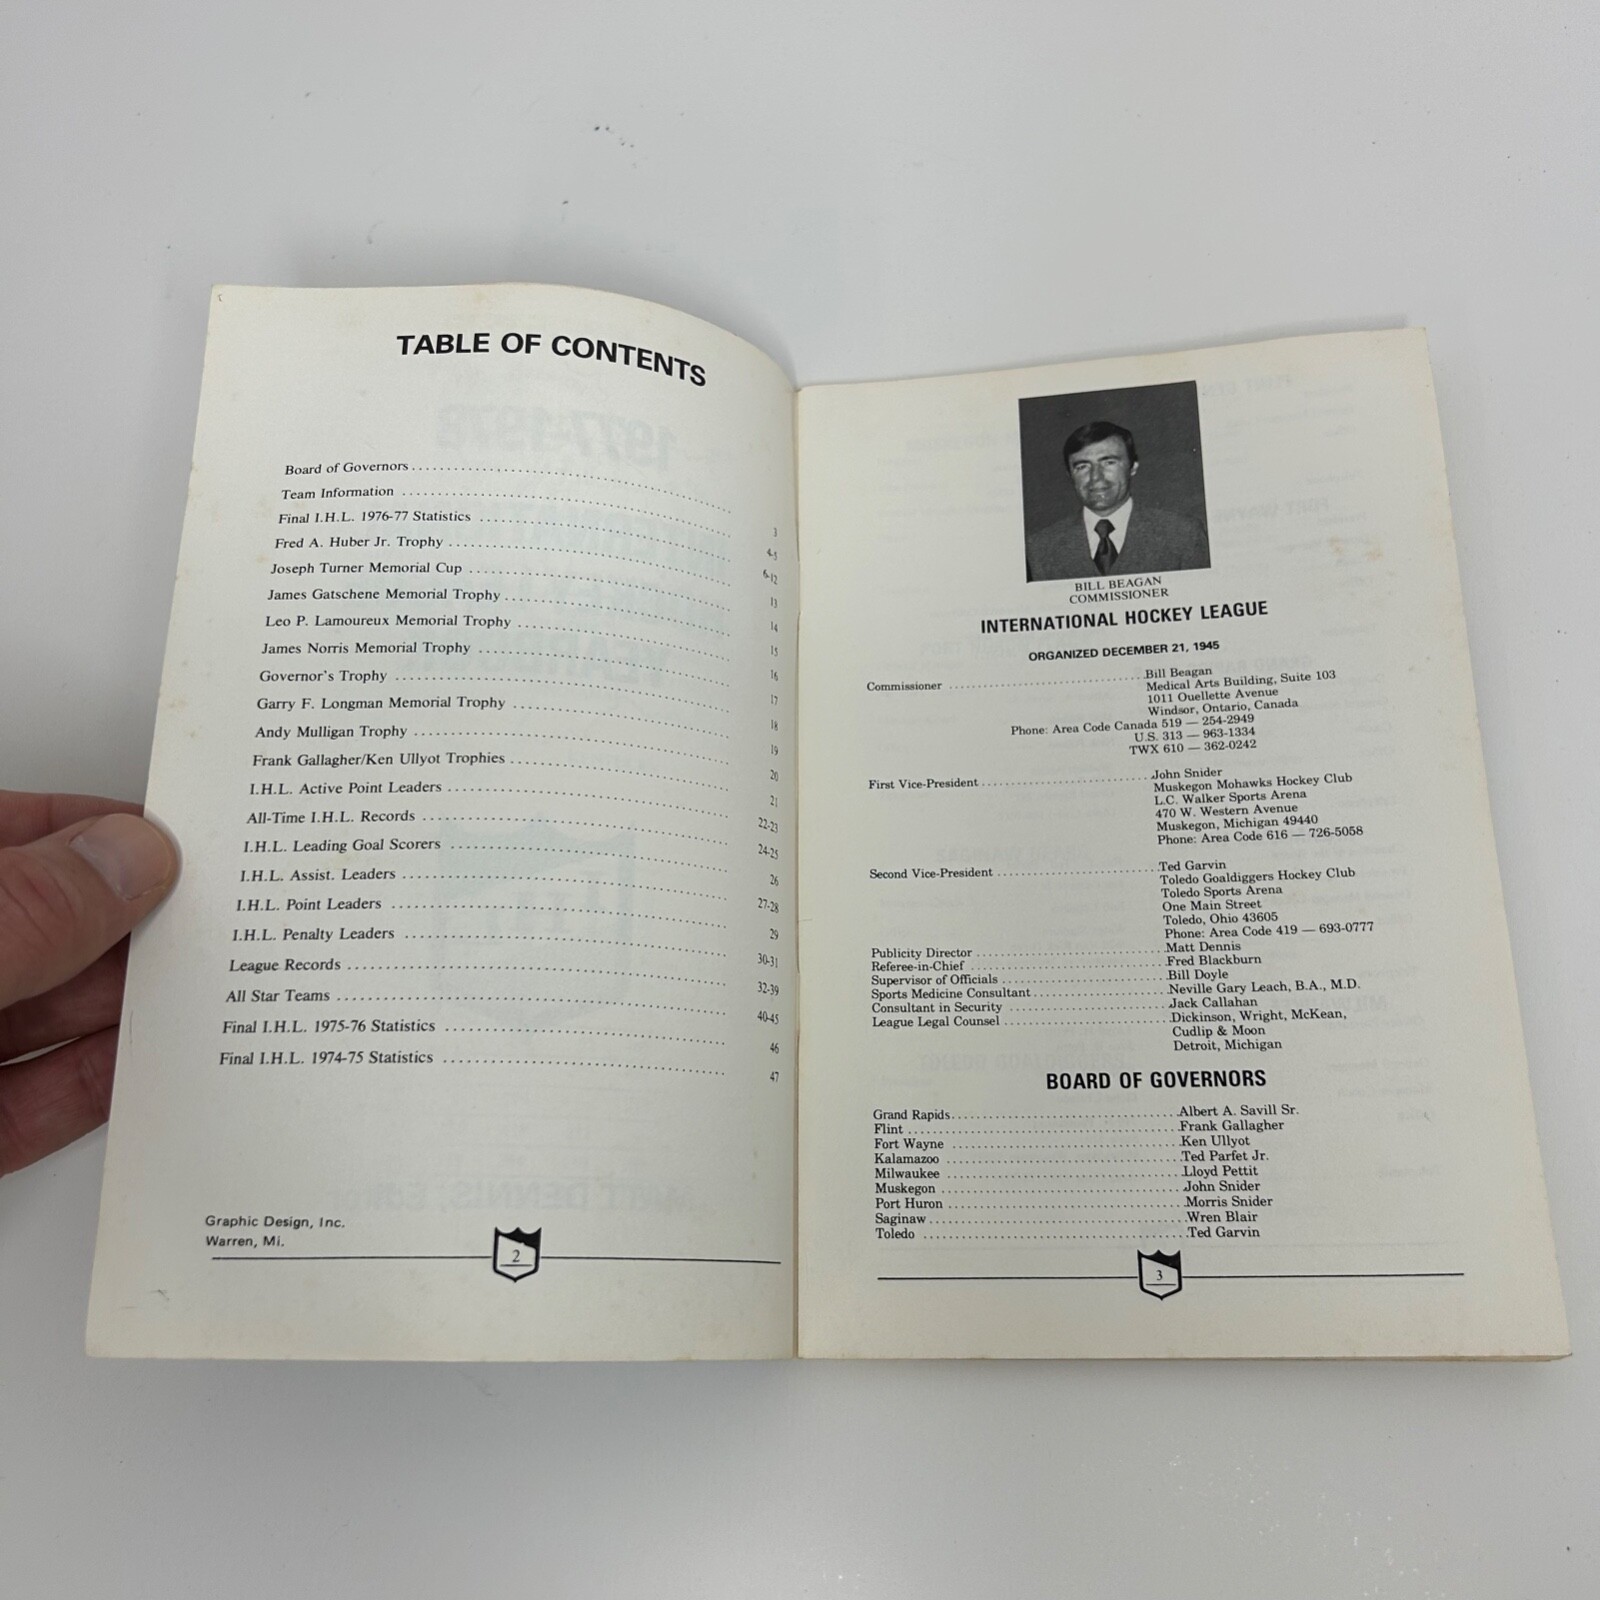 TABLE OF CONTENTS
Board of Governors 3
Team Information 4-5
Final I.H.L. 1976-77 Statistics 6-12
Fred A. Huber Jr. Trophy 13
Joseph Turner Memorial Cup 14
James Gatschene Memorial Trophy 15
Leo P. Lamoureux Memorial Trophy 16
James Norris Memorial Trophy 17
Governor's Trophy 18
Garry F. Longman Memorial Trophy 19
Andy Mulligan Trophy 20
Frank Gallagher/Ken Ullyot Trophies 21
I.H.L. Active Point Leaders 22-23
All-Time I.H.L. Records 24-25
I.H.L. Leading Goal Scorers 26
I.H.L. Assist. Leaders 27-28
I.H.L. Point Leaders 29
I.H.L. Penalty Leaders 30-31
League Records 32-39
All Star Teams 40-45
Final I.H.L. 1975-76 Statistics 46
Final I.H.L. 1974-75 Statistics 47
Graphic Design, Inc.
Warren, Mi.
2
BILL BEAGAN
COMMISSIONER
INTERNATIONAL HOCKEY LEAGUE
ORGANIZED DECEMBER 21, 1945
Commissioner Bill Beagan
Medical Arts Building, Suite 103
1011 Ouellette Avenue
Windsor, Ontario, Canada
Phone: Area Code Canada 519 — 254-2949
U.S. 313 — 963-1334
TWX 610 — 362-0242
First Vice-President John Snider
Muskegon Mohawks Hockey Club
L.C. Walker Sports Arena
470 W. Western Avenue
Muskegon, Michigan 49440
Phone: Area Code 616 — 726-5058
Second Vice-President Ted Garvin
Toledo Goaldiggers Hockey Club
Toledo Sports Arena
One Main Street
Toledo, Ohio 43605
Phone: Area Code 419 — 693-0777
Publicity Director Matt Dennis
Referee-in-Chief Fred Blackburn
Supervisor of Officials Bill Doyle
Sports Medicine Consultant Neville Gary Leach, B.A., M.D.
Consultant in Security Jack Callahan
League Legal Counsel Dickinson, Wright, McKean,
Cudlip & Moon
Detroit, Michigan
BOARD OF GOVERNORS
Grand Rapids Albert A. Savill Sr.
Flint Frank Gallagher
Fort Wayne Ken Ullyot
Kalamazoo Ted Parfet Jr.
Milwaukee Lloyd Pettit
Muskegon John Snider
Port Huron Morris Snider
Saginaw Wren Blair
Toledo Ted Garvin
3